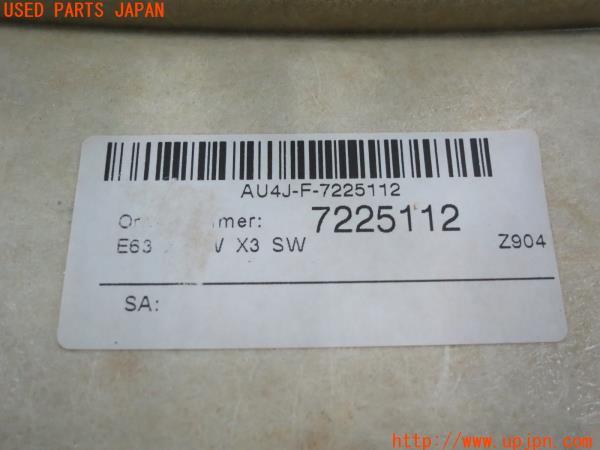 USED PARTS JAPAN
AU4J-F-7225112
7225112
E63 X3 SW
Z904
SA:
http://www.upjpn.com